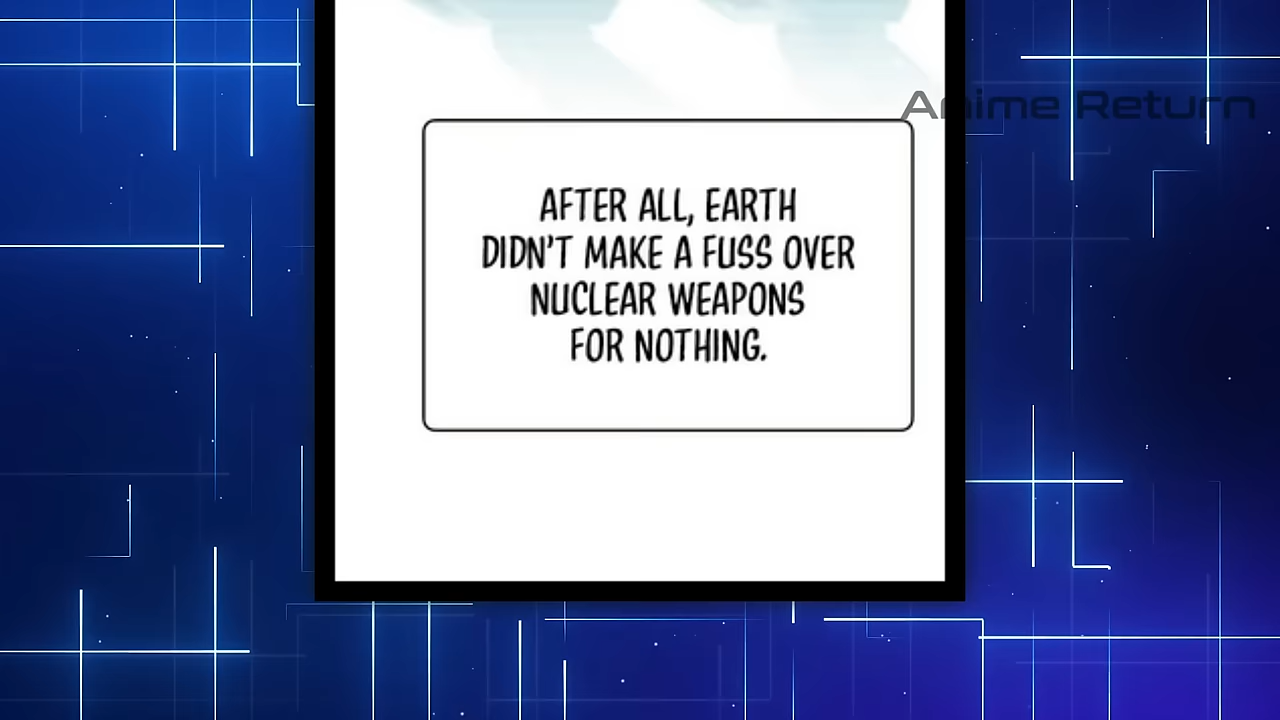 Anime Return
AFTER ALL, EARTH
DIDN'T MAKE A FUSS OVER
NUCLEAR WEAPONS
FOR NOTHING.